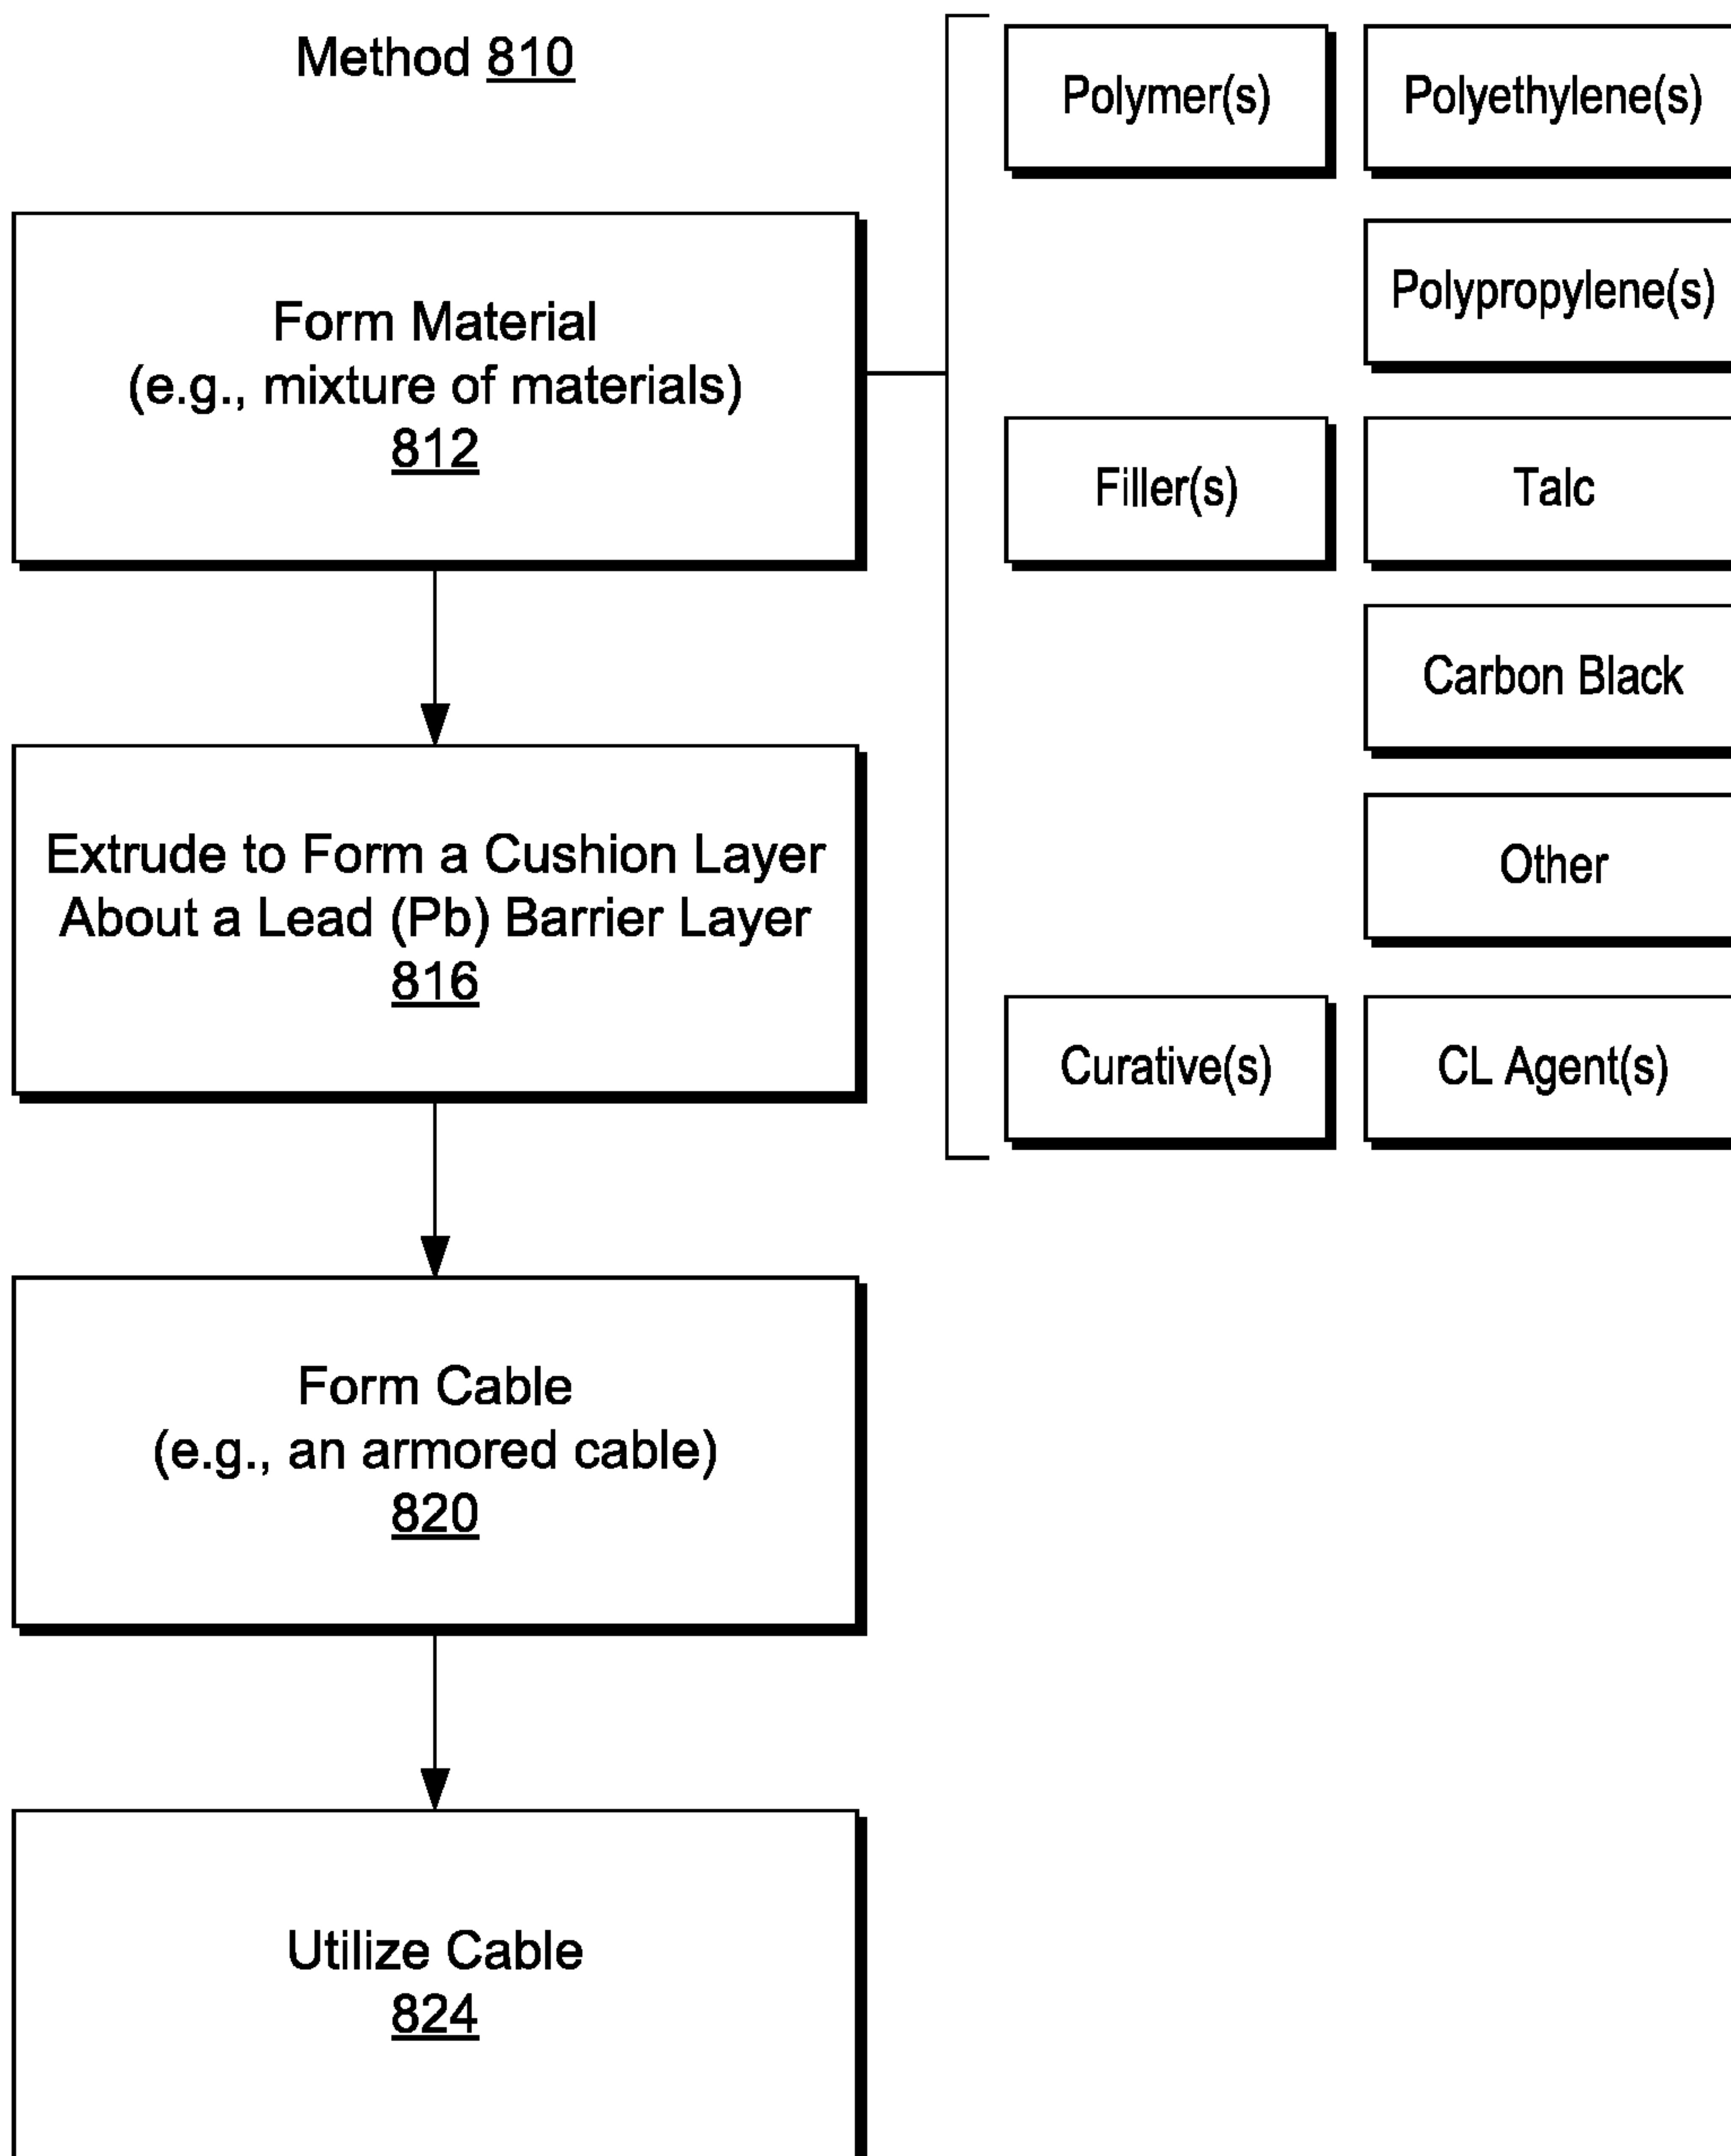 Method 810
Form Material
(e.g., mixture of materials)
812
Extrude to Form a Cushion Layer
About a Lead (Pb) Barrier Layer
816
Form Cable
(e.g., an armored cable)
820
Utilize Cable
824
Polymer(s)
Polyethylene(s)
Polypropylene(s)
Filler(s)
Talc
Carbon Black
Other
Curative(s)
CL Agent(s)